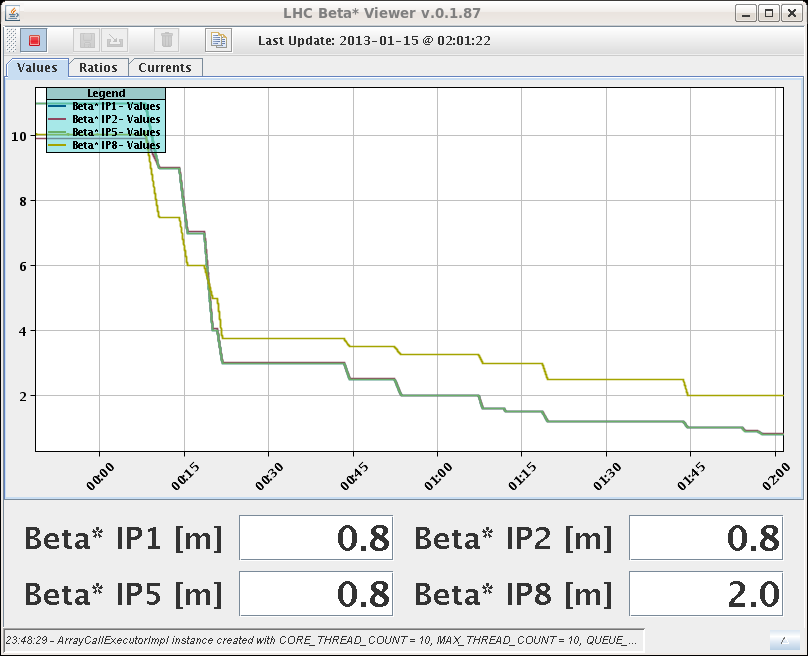 LHC Beta* Viewer v.0.1.87
Last Update: 2013-01-15 @ 02:01:22
Values Ratios Currents
Legend
Beta* IP1 - Values
Beta* IP2 - Values
Beta* IP5 - Values
Beta* IP8 - Values
10
8
6
4
2
00:00 00:15 00:30 00:45 01:00 01:15 01:30 01:45 02:00
Beta* IP1 [m] 0.8 Beta* IP2 [m] 0.8
Beta* IP5 [m] 0.8 Beta* IP8 [m] 2.0
23:48:29 - ArrayCallExecutorImpl instance created with CORE_THREAD_COUNT = 10, MAX_THREAD_COUNT = 10, QUEUE_...